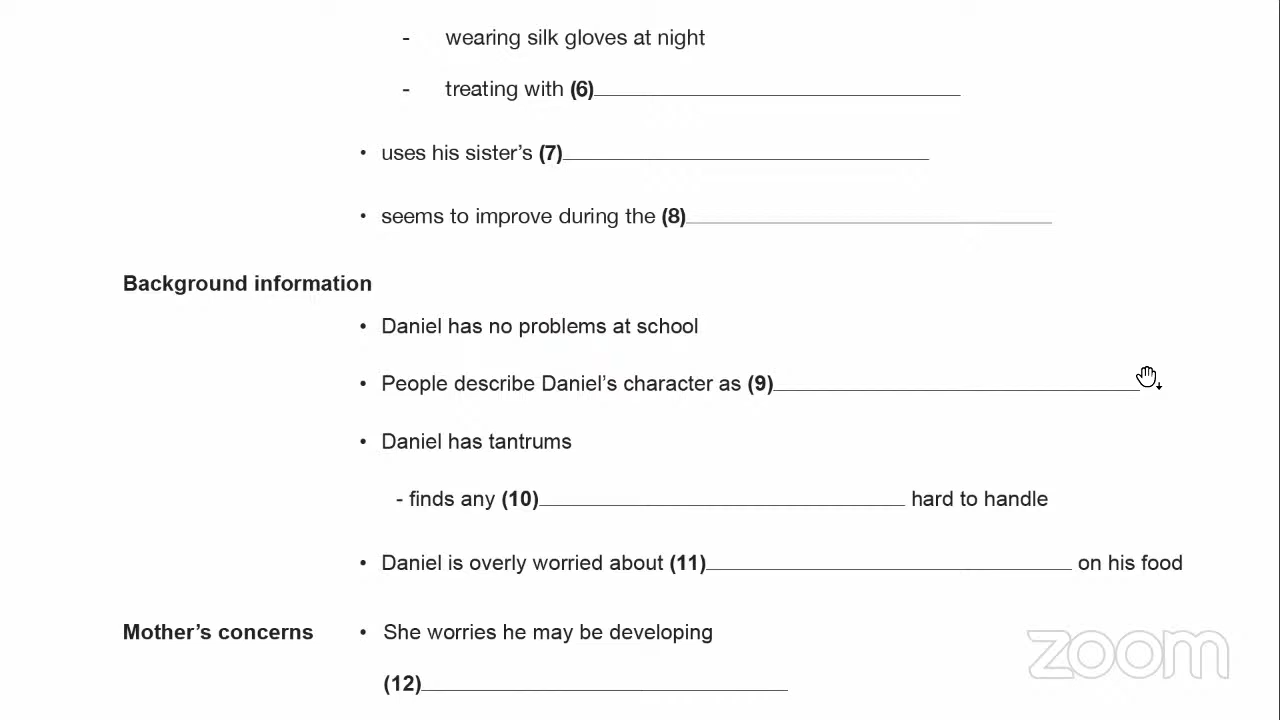 - wearing silk gloves at night
- treating with (6)
• uses his sister's (7)
• seems to improve during the (8)
Background information
• Daniel has no problems at school
• People describe Daniel's character as (9)
• Daniel has tantrums
- finds any (10) hard to handle
• Daniel is overly worried about (11) on his food
Mother's concerns • She worries he may be developing
(12)
zoom